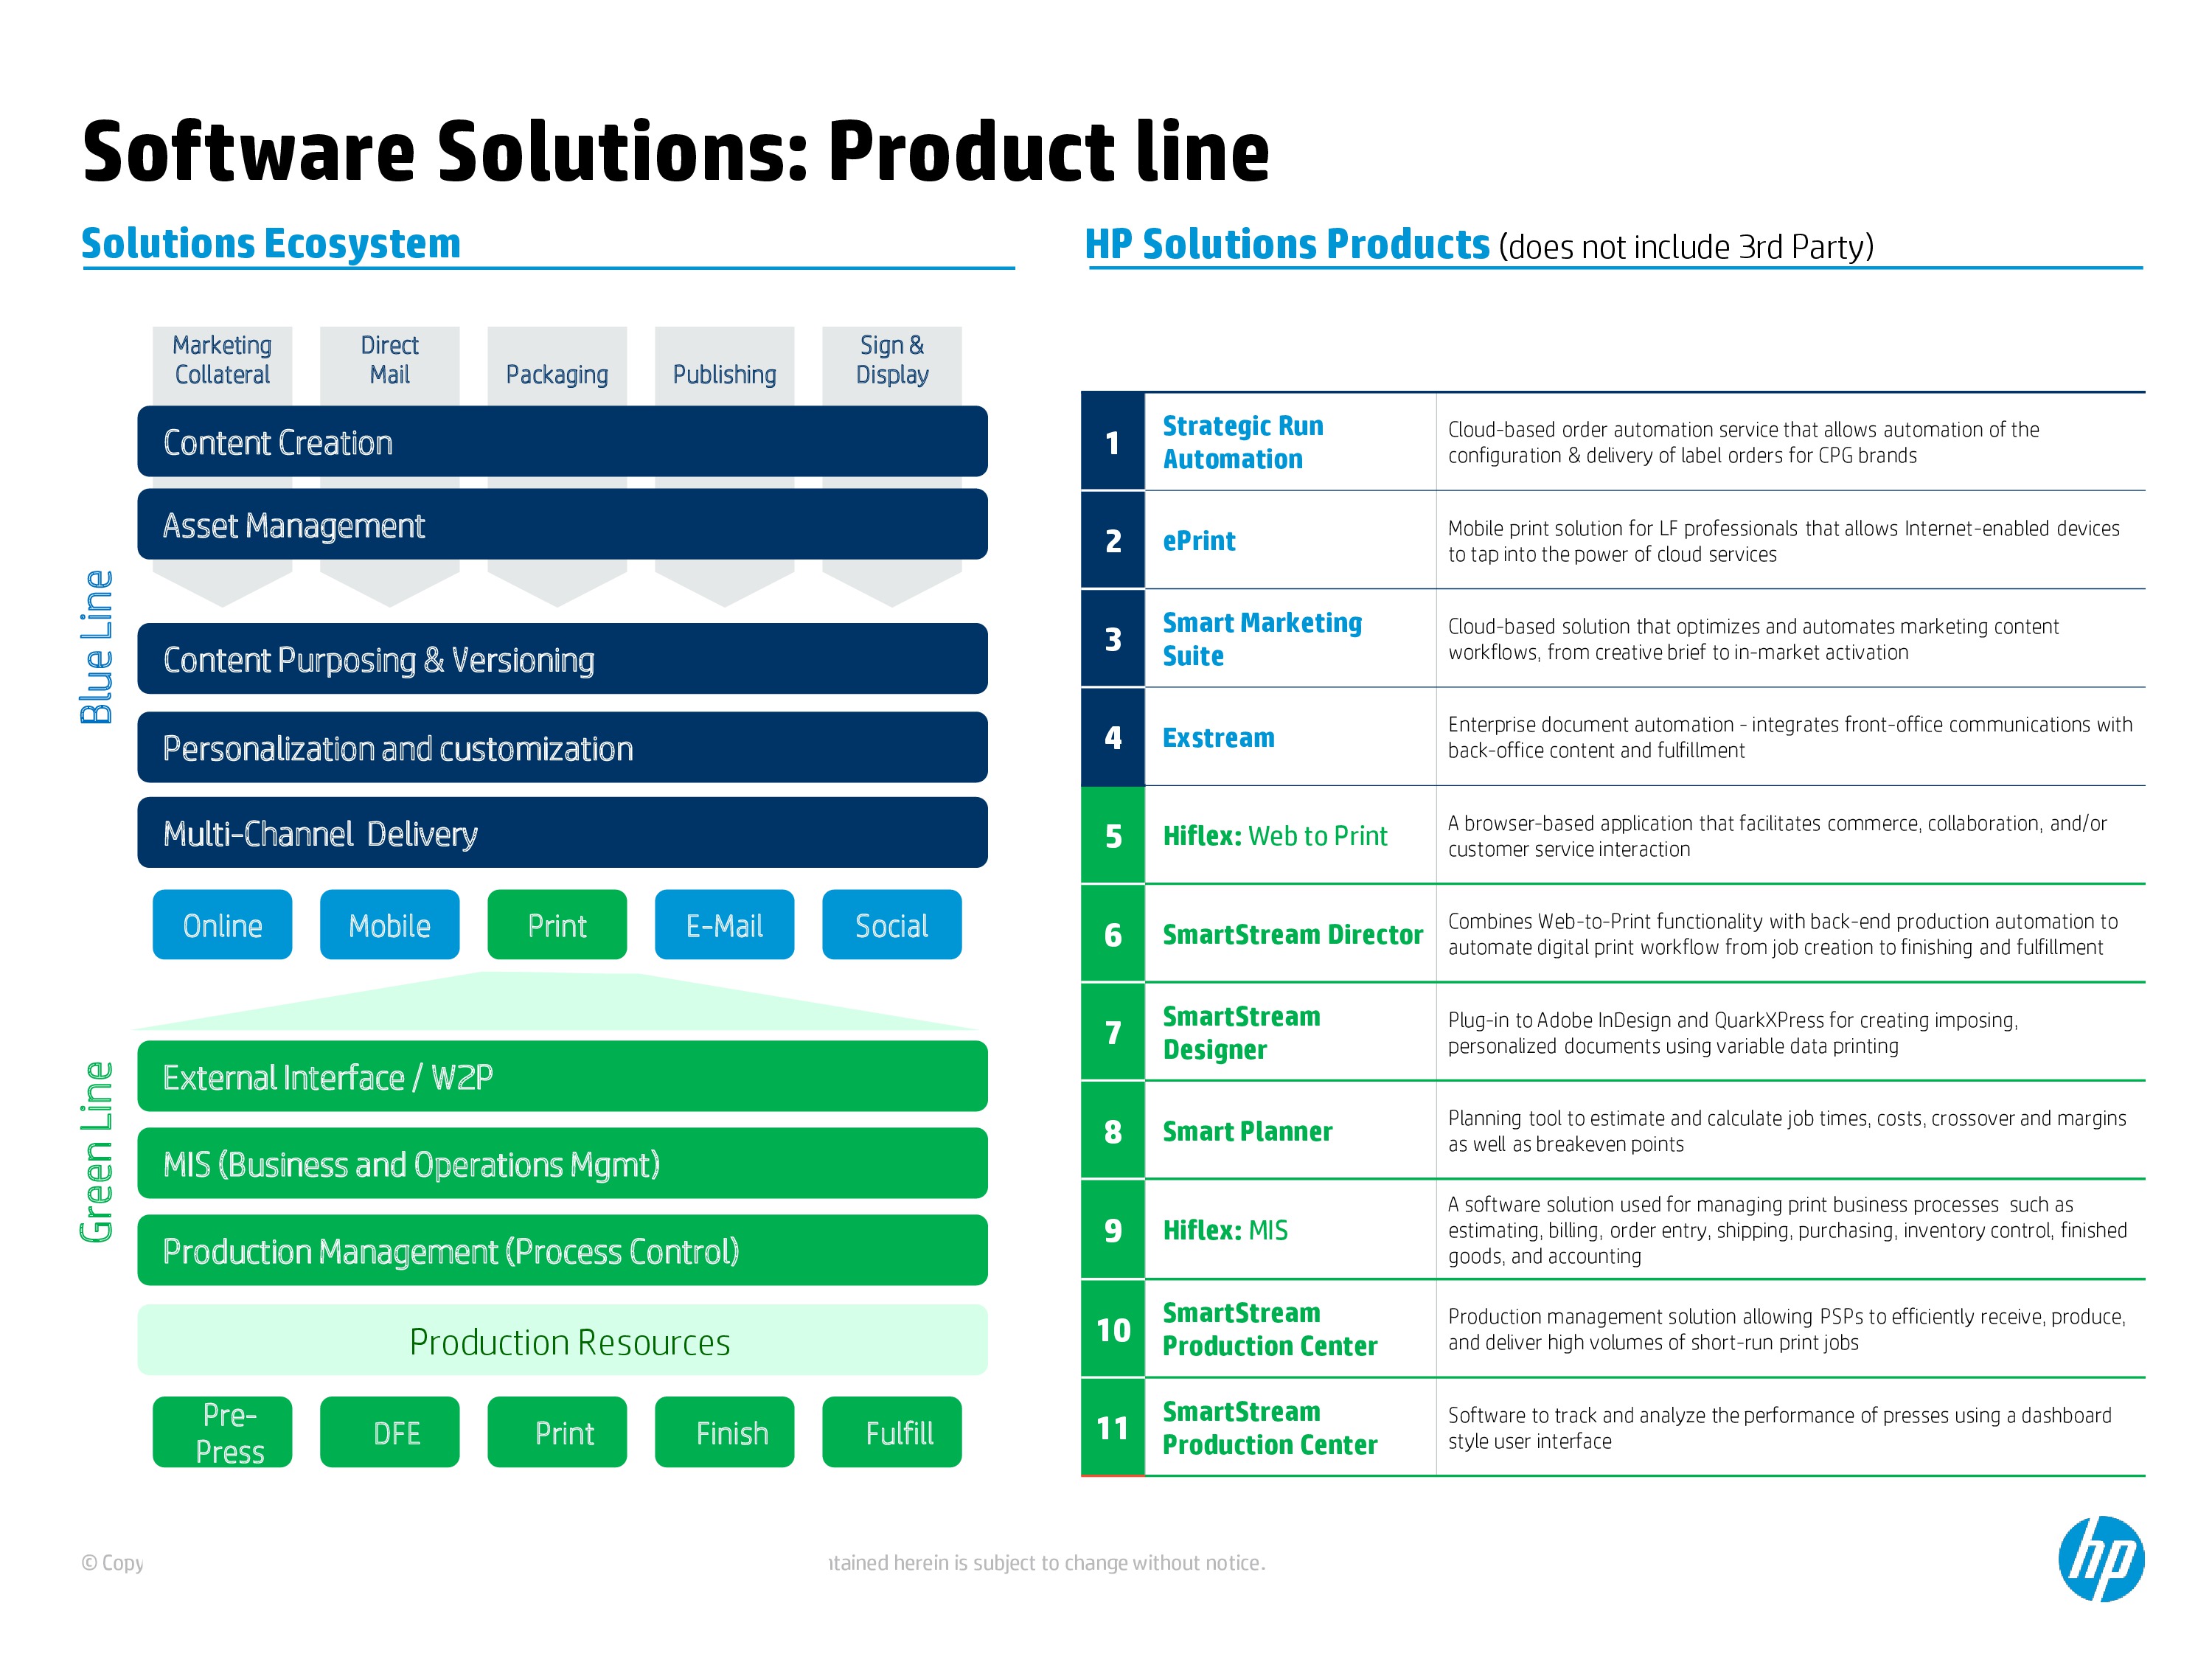 Software Solutions: Product line
Solutions Ecosystem
Marketing
Collateral
Direct
Mail
Packaging
Publishing
Sign &
Display
Blue Line
Content Creation
Asset Management
Content Purposing & Versioning
Personalization and customization
Multi-Channel Delivery
Online
Mobile
Print
E-Mail
Social
Green Line
External Interface / W2P
MIS (Business and Operations Mgmt)
Production Management (Process Control)
Production Resources
Pre-
Press
DFE
Print
Finish
Fulfill
HP Solutions Products (does not include 3rd Party)
1
Strategic Run
Automation
Cloud-based order automation service that allows automation of the
configuration & delivery of label orders for CPG brands
2
ePrint
Mobile print solution for LF professionals that allows Internet-enabled devices
to tap into the power of cloud services
3
Smart Marketing
Suite
Cloud-based solution that optimizes and automates marketing content
workflows, from creative brief to in-market activation
4
Exstream
Enterprise document automation - integrates front-office communications with
back-office content and fulfillment
5
Hiflex: Web to Print
A browser-based application that facilitates commerce, collaboration, and/or
customer service interaction
6
SmartStream Director
Combines Web-to-Print functionality with back-end production automation to
automate digital print workflow from job creation to finishing and fulfillment
7
SmartStream
Designer
Plug-in to Adobe InDesign and QuarkXPress for creating imposing,
personalized documents using variable data printing
8
Smart Planner
Planning tool to estimate and calculate job times, costs, crossover and margins
as well as breakeven points
9
Hiflex: MIS
A software solution used for managing print business processes such as
estimating, billing, order entry, shipping, purchasing, inventory control, finished
goods, and accounting
10
SmartStream
Production Center
Production management solution allowing PSPs to efficiently receive, produce,
and deliver high volumes of short-run print jobs
11
SmartStream
Production Center
Software to track and analyze the performance of presses using a dashboard
style user interface
© Copy
tained herein is subject to change without notice.
hp